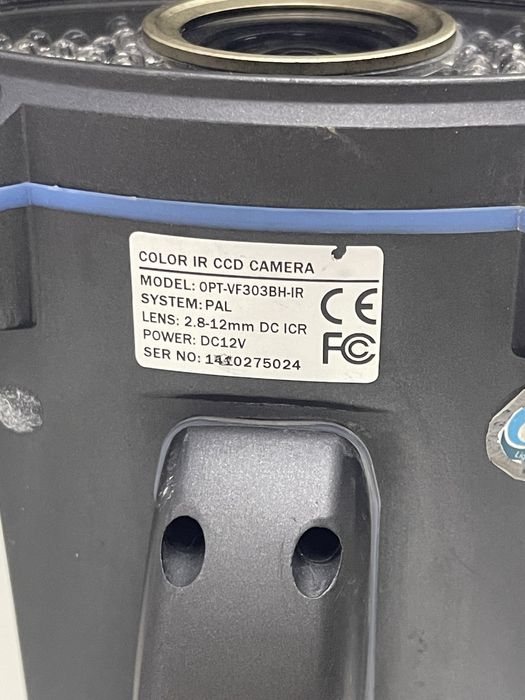 COLOR IR CCD CAMERA
MODEL: OPT-VF303BH-IR
SYSTEM: PAL
LENS: 2.8-12mm DC ICR
POWER: DC12V
SER NO: 1410275024
CE
FC